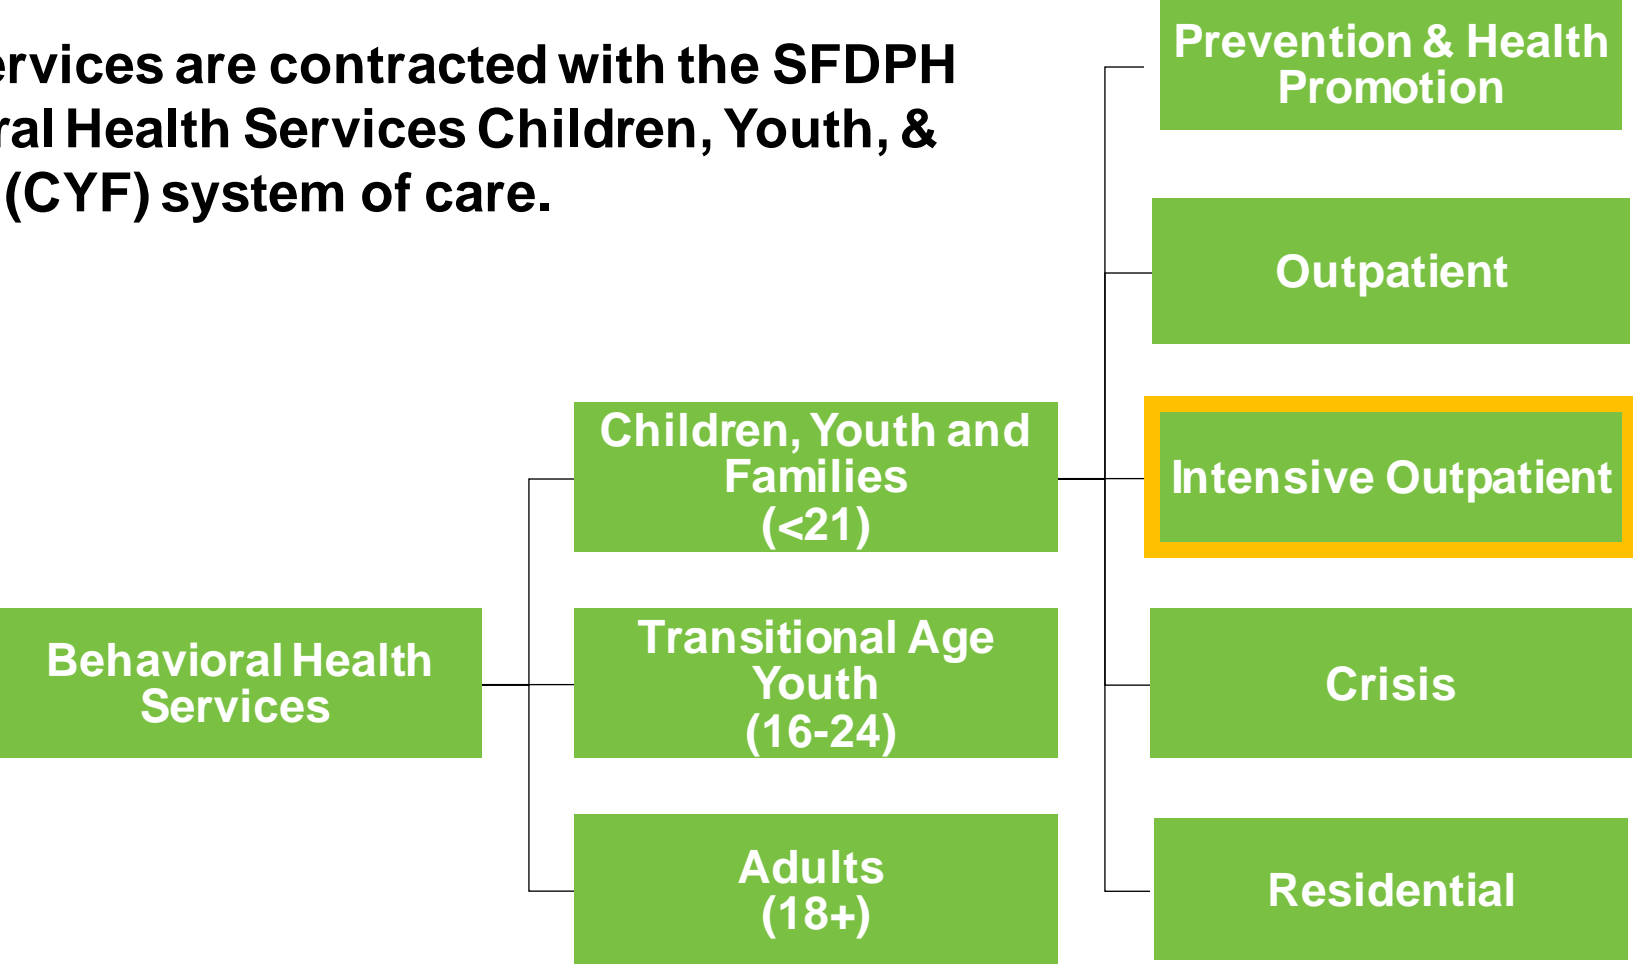 ervices are contracted with the SFDPH
ral Health Services Children, Youth, &
(CYF) system of care.
Prevention & Health
Promotion
Outpatient
Children, Youth and
Families
(<21)
Intensive Outpatient
Behavioral Health
Services
Transitional Age
Youth
(16-24)
Crisis
Adults
(18+)
Residential